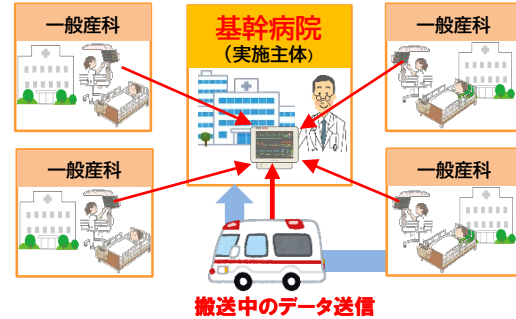 一般産科
基幹病院
（実施主体）
一般産科
一般産科
一般産科
搬送中のデータ送信